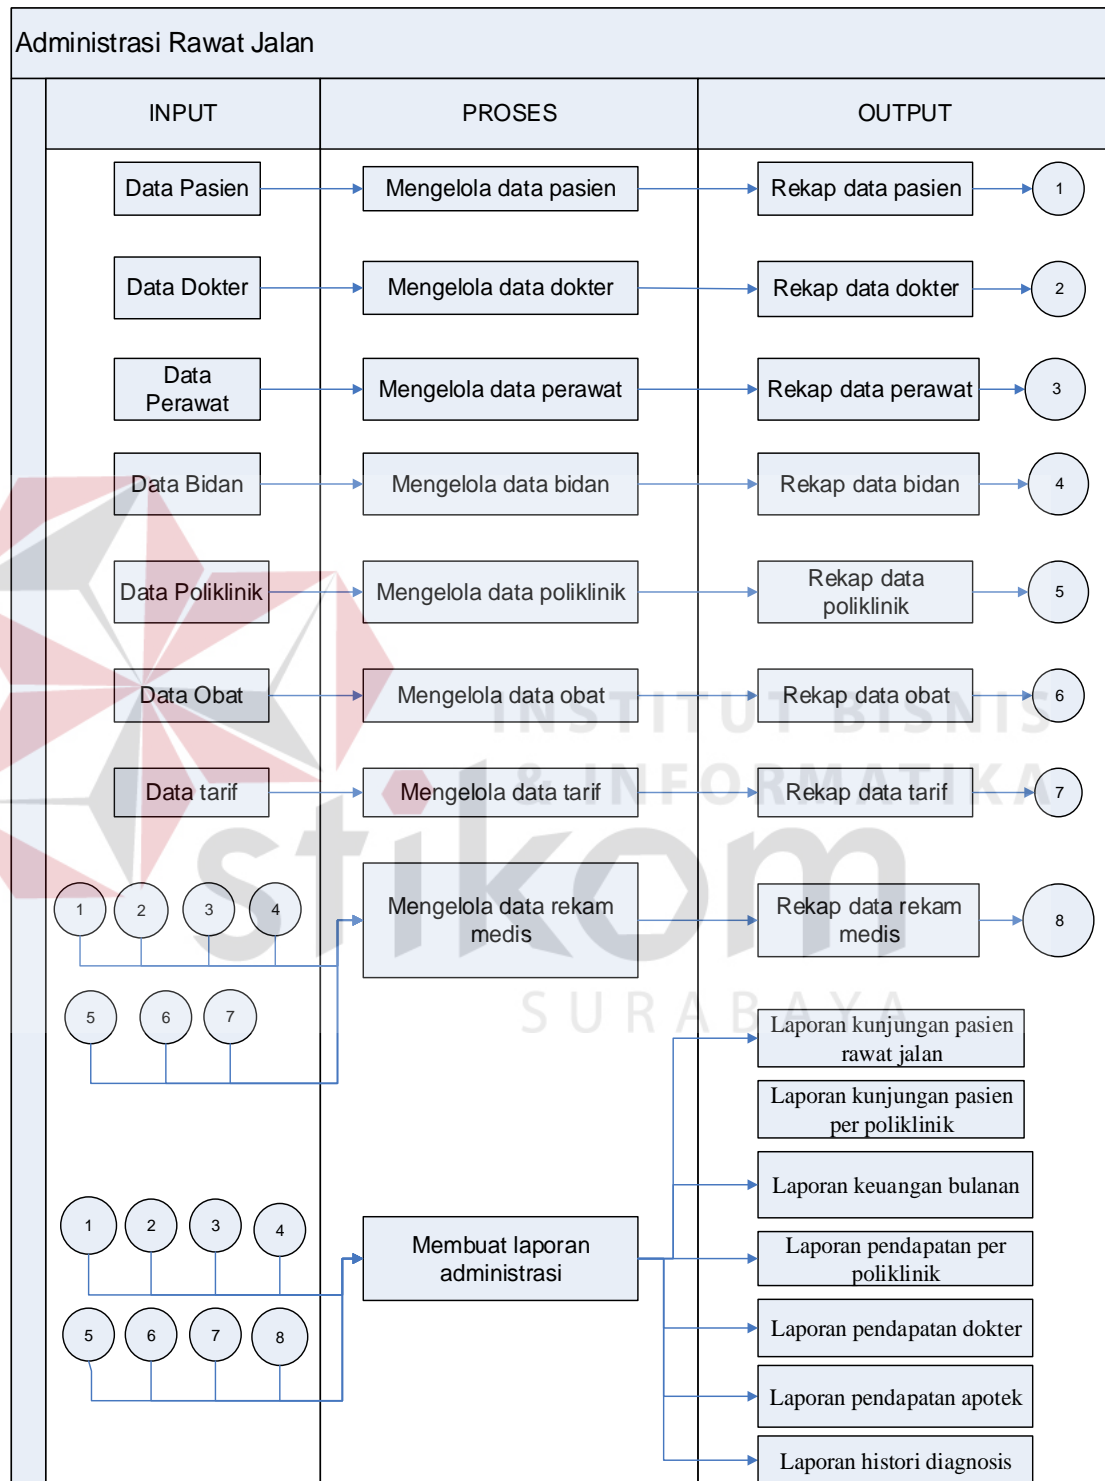 Administrasi Rawat Jalan
INPUT
PROSES
OUTPUT
Data Pasien
Mengelola data pasien
Rekap data pasien
1
Data Dokter
Mengelola data dokter
Rekap data dokter
2
Data
Perawat
Mengelola data perawat
Rekap data perawat
3
Data Bidan
Mengelola data bidan
Rekap data bidan
4
Data Poliklinik
Mengelola data poliklinik
Rekap data
poliklinik
5
Data Obat
Mengelola data obat
Rekap data obat
6
INSTITUT BISNIS
& INFORMATIKA
Data tarif
Mengelola data tarif
Rekap data tarif
7
stikom
SURABAYA
1
2
3
4
5
6
7
Mengelola data rekam
medis
Rekap data rekam
medis
8
1
2
3
4
5
6
7
8
Membuat laporan
administrasi
Laporan kunjungan pasien
rawat jalan
Laporan kunjungan pasien
per poliklinik
Laporan keuangan bulanan
Laporan pendapatan per
poliklinik
Laporan pendapatan dokter
Laporan pendapatan apotek
Laporan histori diagnosis